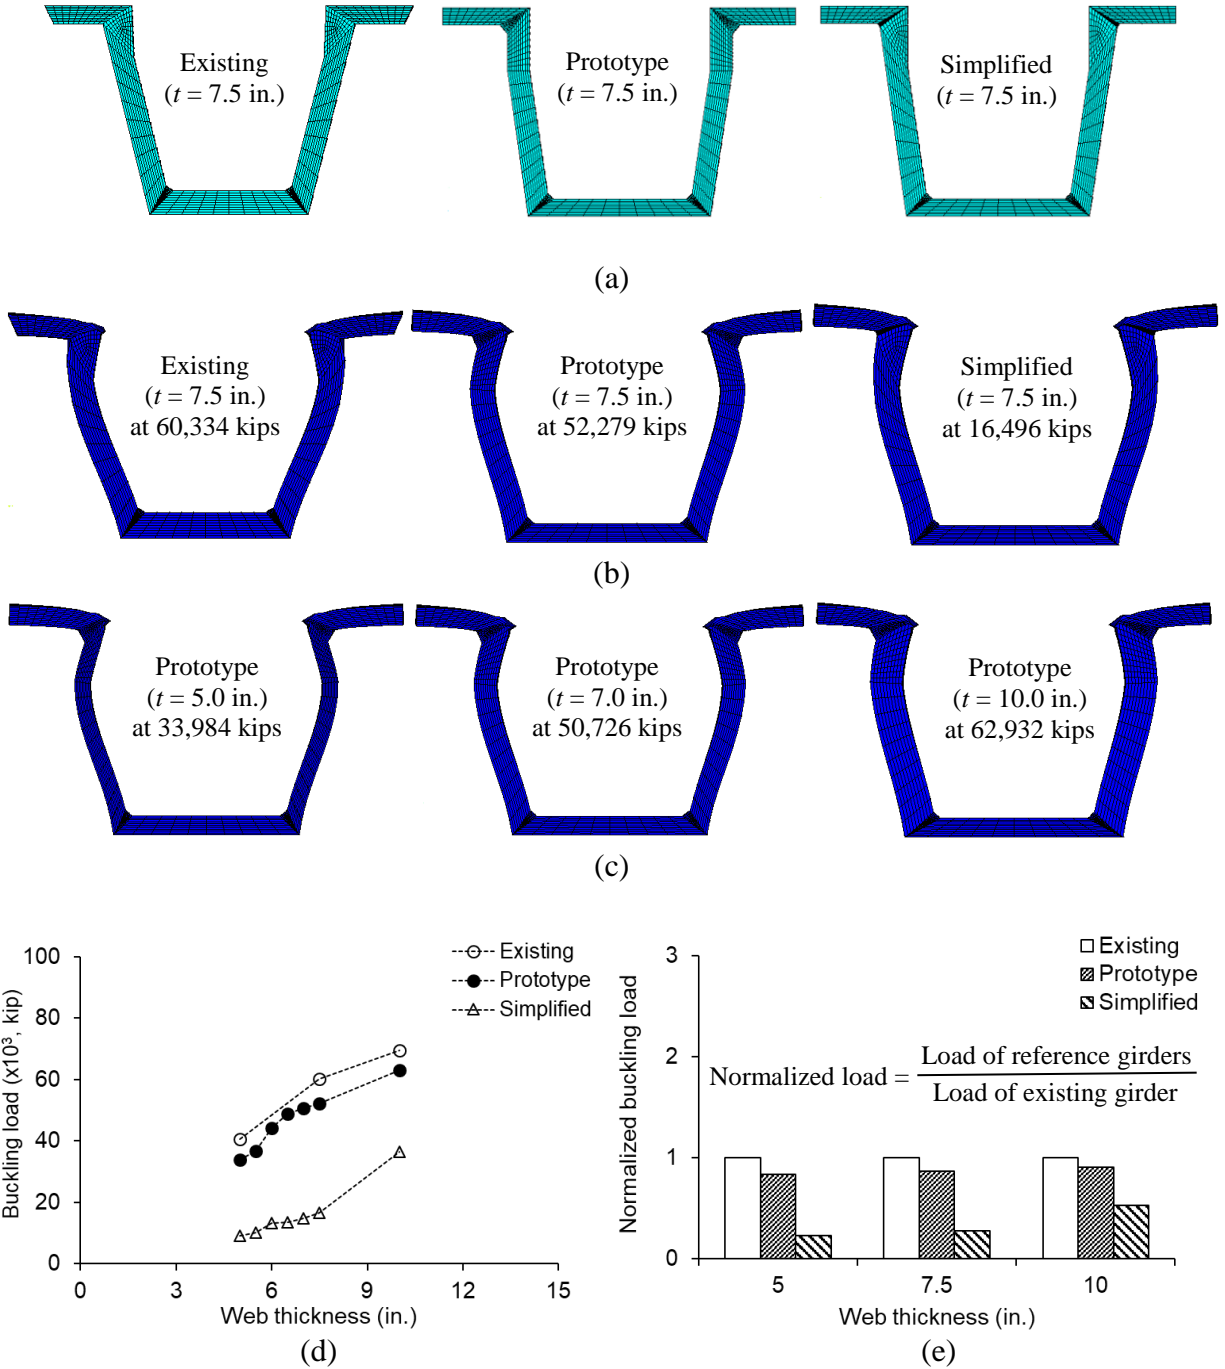 Existing
(t = 7.5 in.)
Prototype
(t = 7.5 in.)
Simplified
(t = 7.5 in.)
(a)
Existing
(t = 7.5 in.)
at 60,334 kips
Prototype
(t = 7.5 in.)
at 52,279 kips
Simplified
(t = 7.5 in.)
at 16,496 kips
(b)
Prototype
(t = 5.0 in.)
at 33,984 kips
Prototype
(t = 7.0 in.)
at 50,726 kips
Prototype
(t = 10.0 in.)
at 62,932 kips
(c)
Existing
Prototype
Simplified
Buckling load (x10³, kip)
100
80
60
40
20
0
0 3 6 9 12 15
Web thickness (in.)
(d)
Existing
Prototype
Simplified
Normalized buckling load
3
2
1
0
Normalized load = Load of reference girders
Load of existing girder
5 7.5 10
Web thickness (in.)
(e)